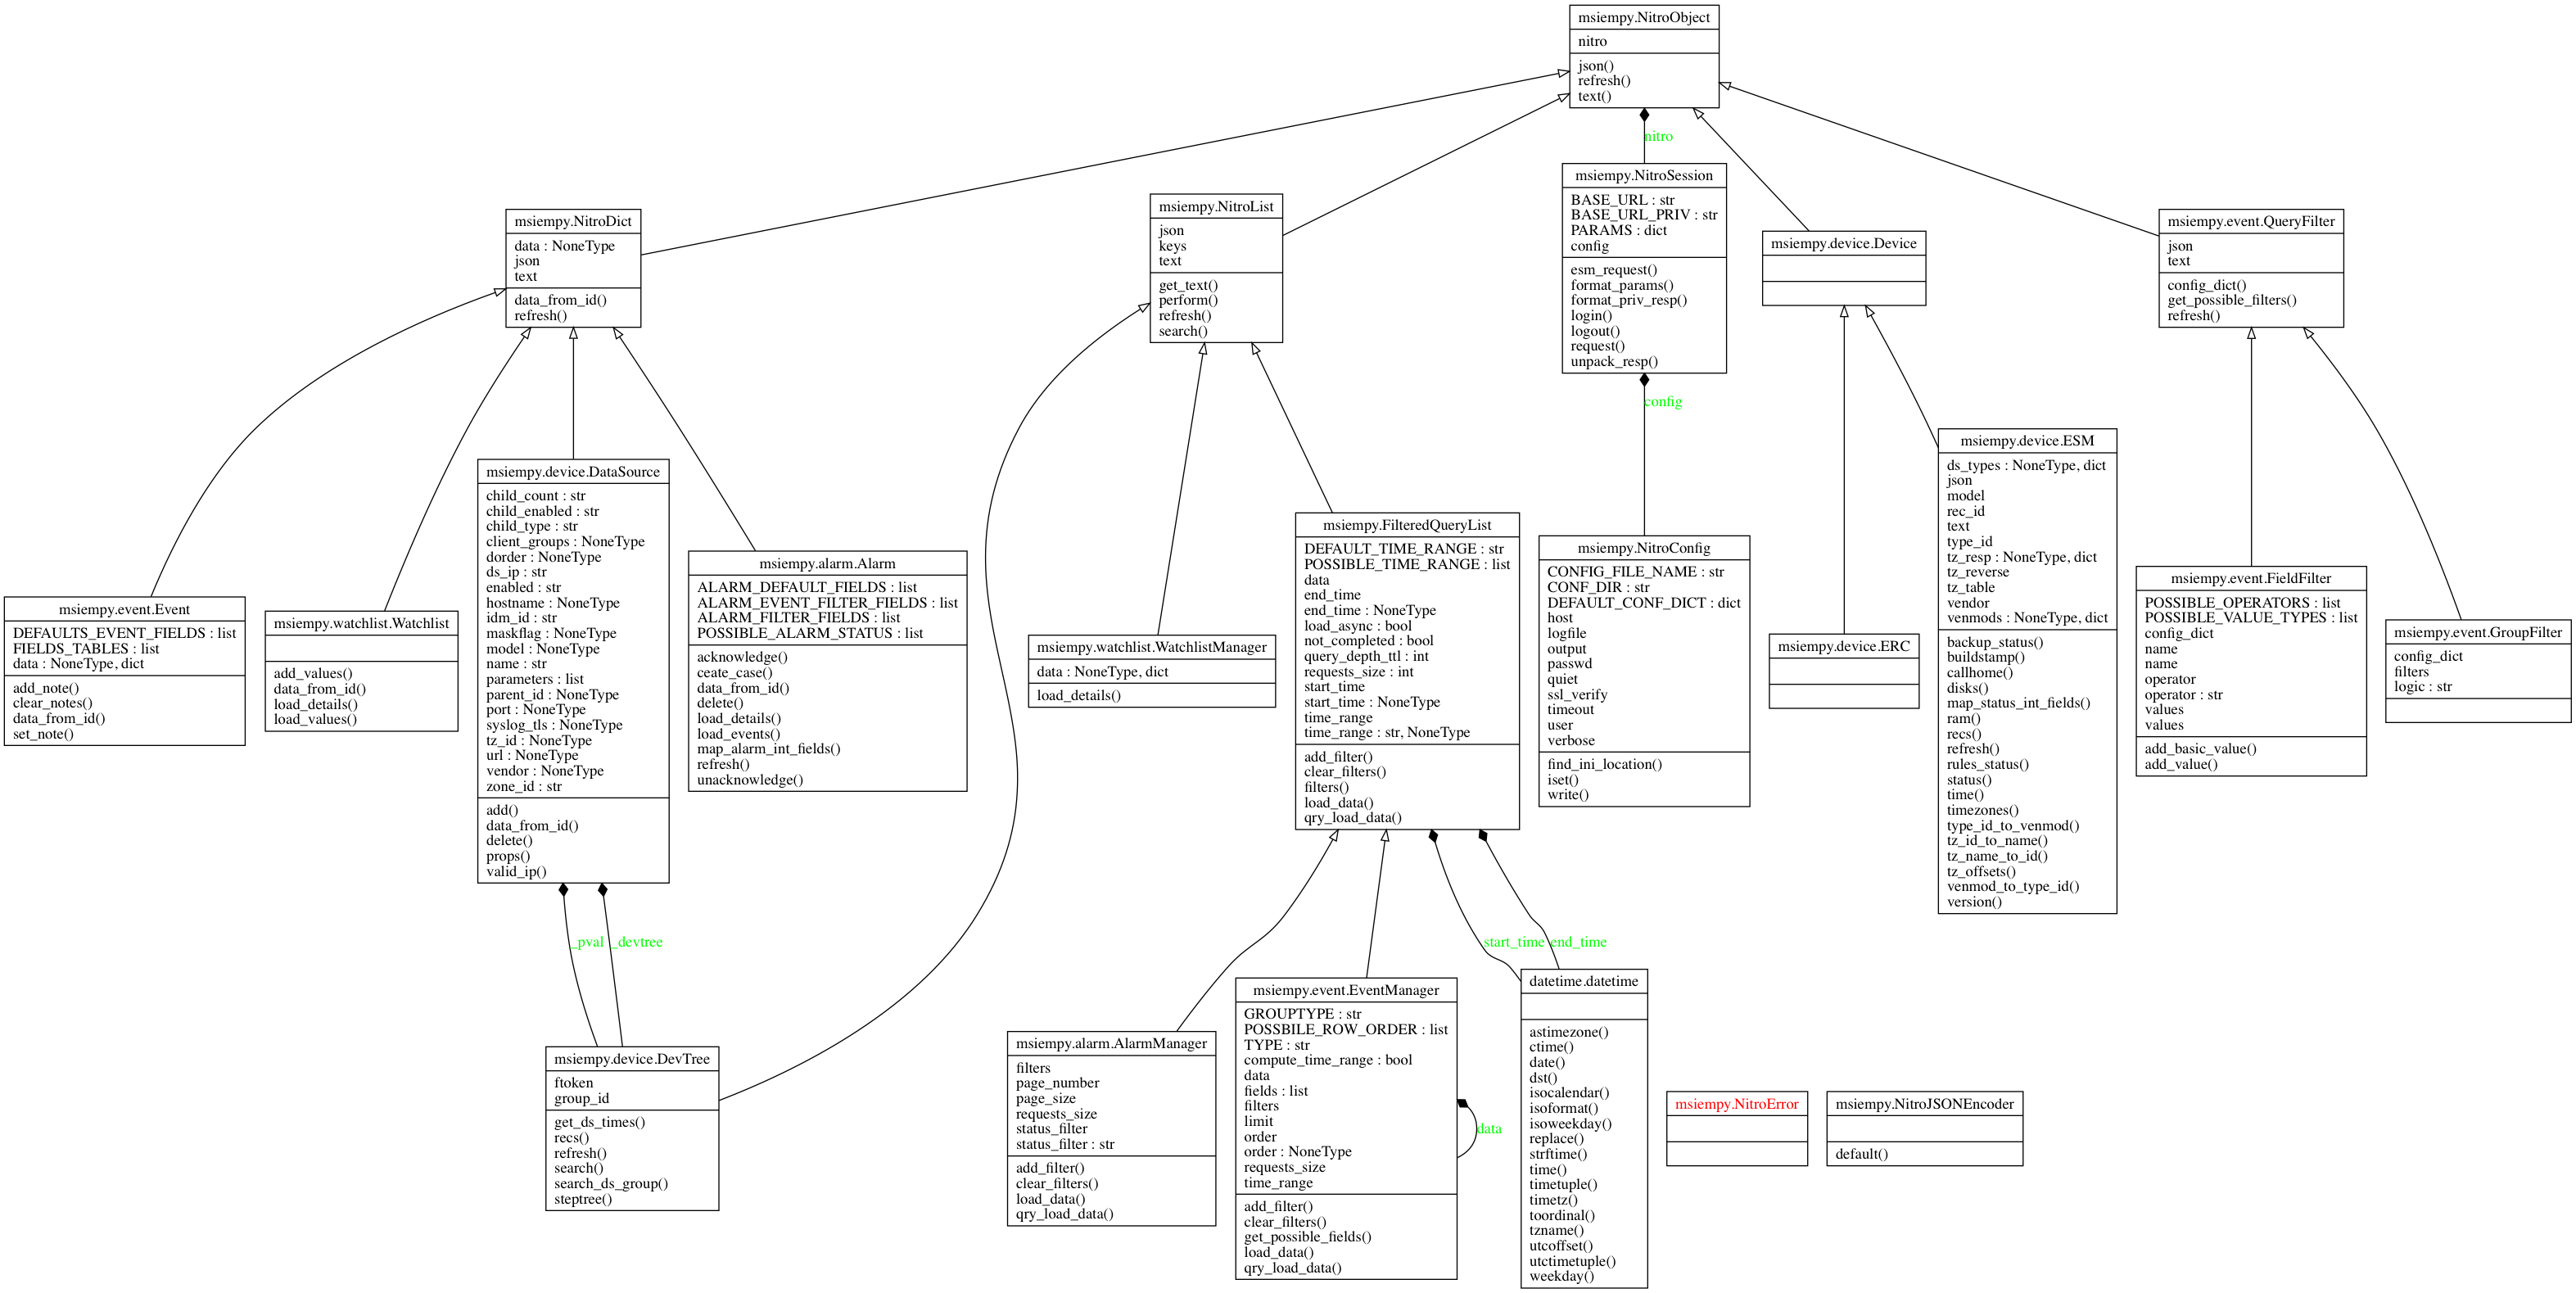 msiempy.NitroObject
nitro
json()
refresh()
text()
nitro
msiempy.NitroDict
data : NoneType
json
text
data_from_id()
refresh()
msiempy.NitroList
json
keys
text
get_text()
perform()
refresh()
search()
msiempy.NitroSession
BASE_URL : str
BASE_URL_PRIV : str
PARAMS : dict
config
esm_request()
format_params()
format_priv_resp()
login()
logout()
request()
unpack_resp()
msiempy.device.Device
msiempy.event.QueryFilter
json
text
config_dict()
get_possible_filters()
refresh()
config
msiempy.event.Event
DEFAULTS_EVENT_FIELDS : list
FIELDS_TABLES : list
data : NoneType, dict
add_note()
clear_notes()
data_from_id()
set_note()
msiempy.watchlist.Watchlist
add_values()
data_from_id()
load_details()
load_values()
msiempy.device.DataSource
child_count : str
child_enabled : str
child_type : str
client_groups : NoneType
dorder : NoneType
ds_ip : str
enabled : str
hostname : NoneType
idm_id : str
maskflag : NoneType
model : NoneType
name : str
parameters : list
parent_id : NoneType
port : NoneType
syslog_tls : NoneType
tz_id : NoneType
url : NoneType
vendor : NoneType
zone_id : str
add()
data_from_id()
delete()
props()
valid_ip()
msiempy.alarm.Alarm
ALARM_DEFAULT_FIELDS : list
ALARM_EVENT_FILTER_FIELDS : list
ALARM_FILTER_FIELDS : list
POSSIBLE_ALARM_STATUS : list
acknowledge()
ceate_case()
data_from_id()
delete()
load_details()
load_events()
map_alarm_int_fields()
refresh()
unacknowledge()
msiempy.watchlist.WatchlistManager
data : NoneType, dict
load_details()
msiempy.FilteredQueryList
DEFAULT_TIME_RANGE : str
POSSIBLE_TIME_RANGE : list
data
end_time
end_time : NoneType
load_async : bool
not_completed : bool
query_depth_ttl : int
requests_size : int
start_time
start_time : NoneType
time_range
time_range : str, NoneType
add_filter()
clear_filters()
filters()
load_data()
qry_load_data()
msiempy.NitroConfig
CONFIG_FILE_NAME : str
CONF_DIR : str
DEFAULT_CONF_DICT : dict
host
logfile
output
passwd
quiet
ssl_verify
timeout
user
verbose
find_ini_location()
iset()
write()
msiempy.device.ERC
msiempy.device.ESM
ds_types : NoneType, dict
json
model
rec_id
text
type_id
tz_resp : NoneType, dict
tz_reverse
tz_table
vendor
venmods : NoneType, dict
backup_status()
buildstamp()
callhome()
disks()
map_status_int_fields()
ram()
recs()
refresh()
rules_status()
status()
time()
timezones()
type_id_to_venmod()
tz_id_to_name()
tz_name_to_id()
tz_offsets()
venmod_to_type_id()
version()
msiempy.event.FieldFilter
POSSIBLE_OPERATORS : list
POSSIBLE_VALUE_TYPES : list
config_dict
name
name
operator
operator : str
values
values
add_basic_value()
add_value()
msiempy.event.GroupFilter
config_dict
filters
logic : str
_pval
_devtree
start_time
end_time
msiempy.device.DevTree
ftoken
group_id
get_ds_times()
recs()
refresh()
search()
search_ds_group()
steptree()
msiempy.alarm.AlarmManager
filters
page_number
page_size
requests_size
status_filter
status_filter : str
add_filter()
clear_filters()
load_data()
qry_load_data()
msiempy.event.EventManager
GROUPTYPE : str
POSSBILE_ROW_ORDER : list
TYPE : str
compute_time_range : bool
data
fields : list
filters
limit
order
order : NoneType
requests_size
time_range
add_filter()
clear_filters()
get_possible_fields()
load_data()
qry_load_data()
data
datetime.datetime
astimezone()
ctime()
date()
dst()
isocalendar()
isoformat()
isoweekday()
replace()
strftime()
time()
timetuple()
timetz()
toordinal()
tzname()
utcoffset()
utctimetuple()
weekday()
msiempy.NitroError
msiempy.NitroJSONEncoder
default()